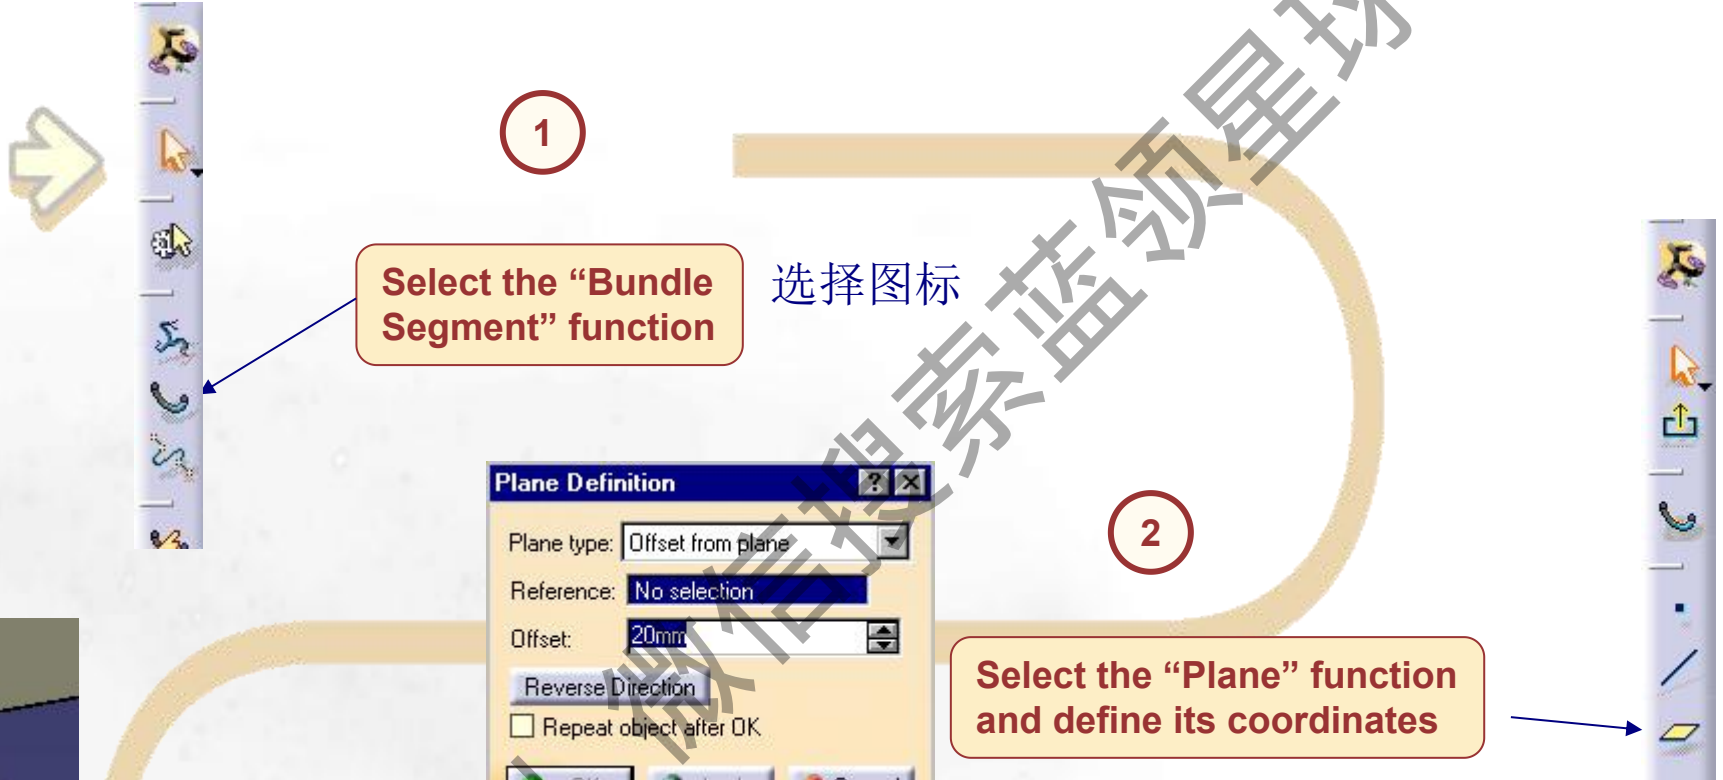 1
Select the “Bundle
Segment” function
选择图标
Plane Definition
Plane type: Offset from plane
Reference: No selection
Offset: 20mm
Reverse Direction
Repeat object after OK
2
Select the “Plane” function
and define its coordinates
微信搜索蓝领星球